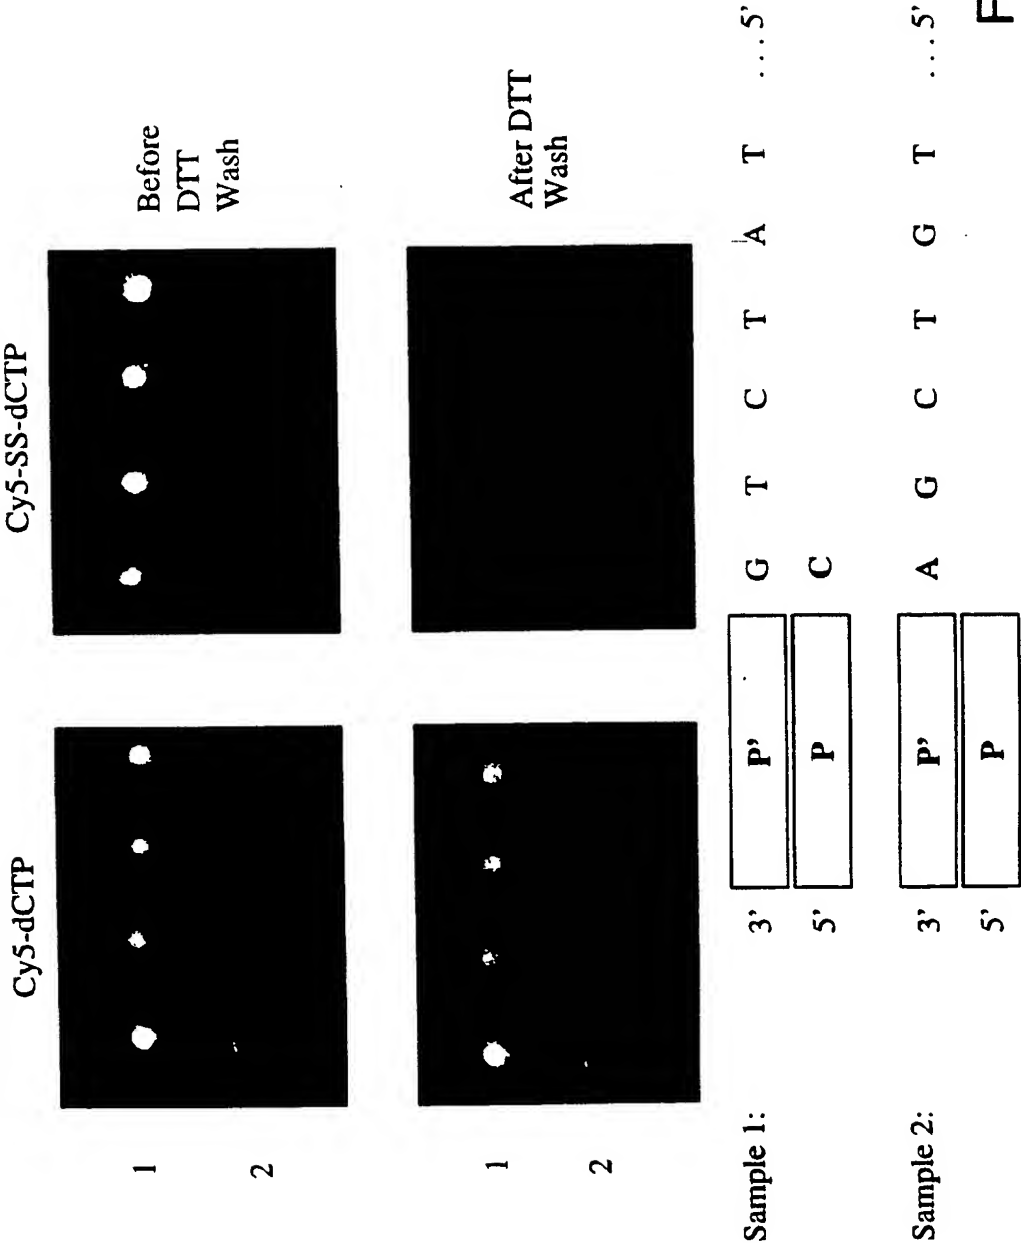 Cy5-dCTP Cy5-SS-dCTP
1
2
Before
DTT
Wash
1
2
After DTT
Wash
Sample 1: 3' P' G T C T A T ....5'
5' P C
Sample 2: 3' P' A G C T G T ....5'
5' P